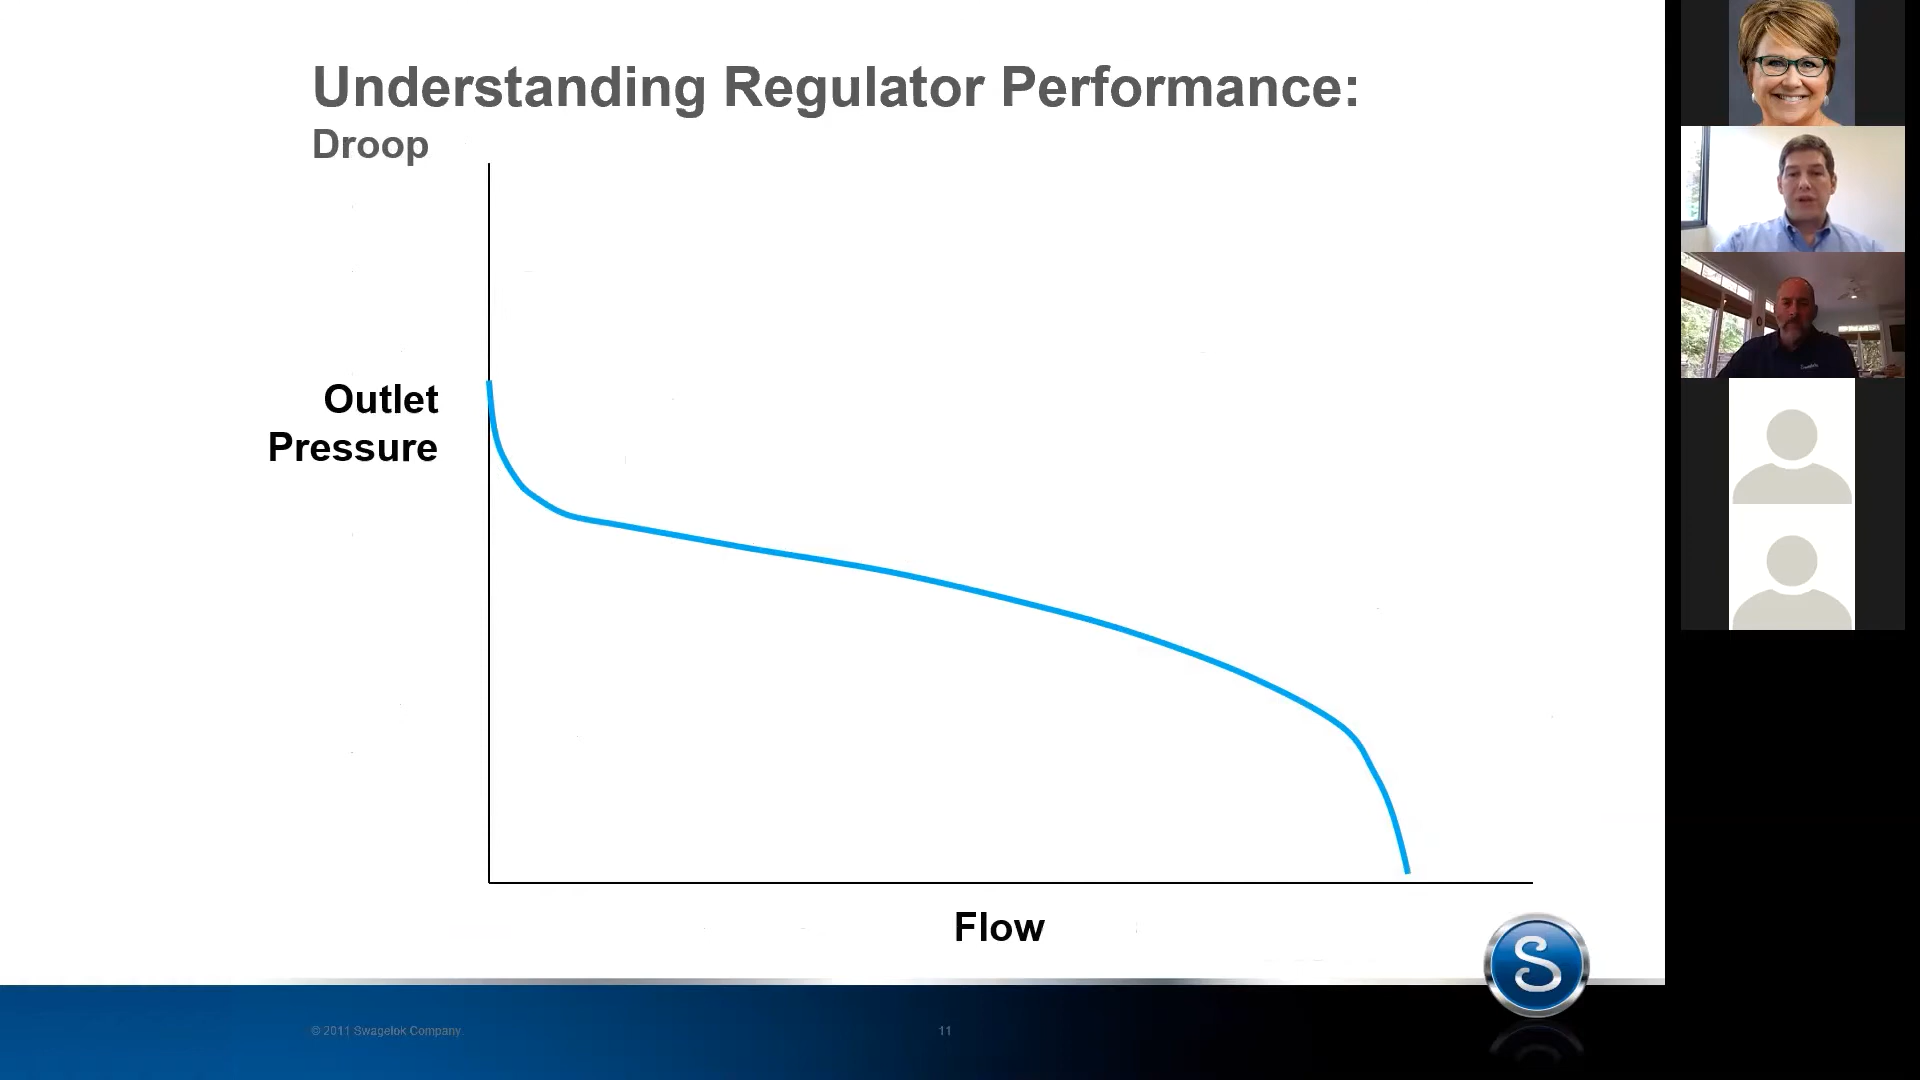 Understanding Regulator Performance:
Droop
Outlet
Pressure
Flow
S
© 2011 Swagelok Company.
11